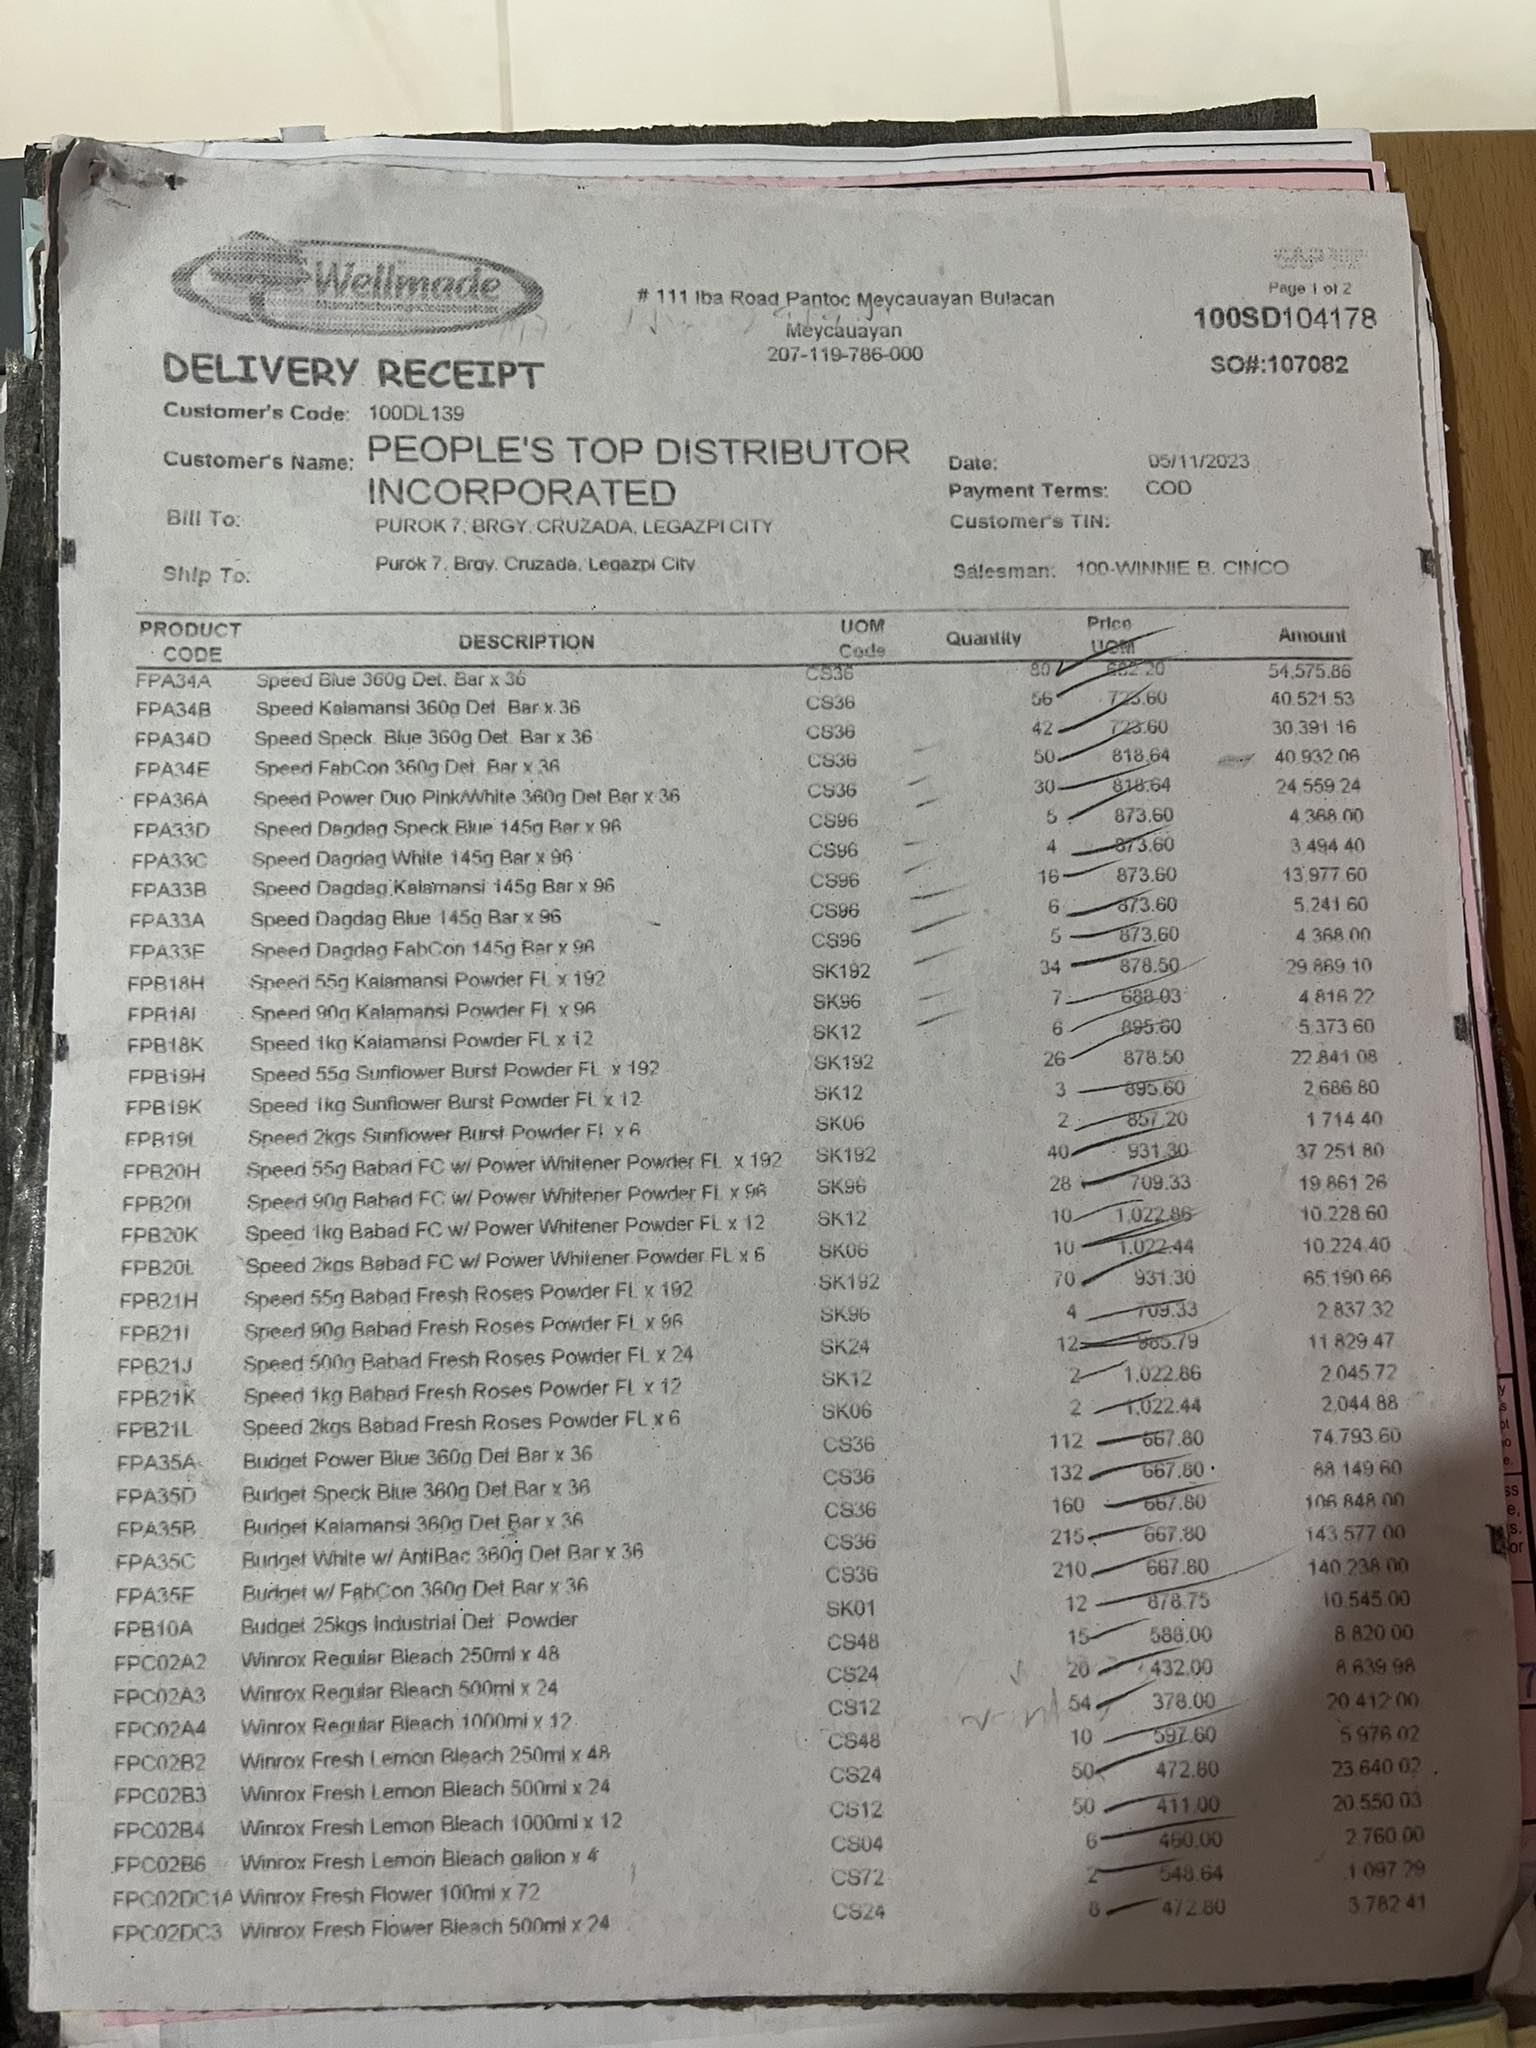 Wellmade
# 111 Iba Road Pantoc Meycauayan Bulacan
Meycauayan
207-119-786-000
Page 1 of 2
100SD104178
SO#:107082
DELIVERY RECEIPT
Customer's Code: 100DL139
Customer's Name: PEOPLE'S TOP DISTRIBUTOR INCORPORATED
Date: 05/11/2023
Payment Terms: COD
Bill To: PUROK 7, BRGY. CRUZADA, LEGAZPI CITY
Customer's TIN:
Ship To: Purok 7, Brgy. Cruzada, Legazpi City
Salesman: 100-WINNIE B. CINCO
PRODUCT CODE DESCRIPTION UOM Code Quantity Price UOM Amount
FPA34A Speed Blue 360g Det. Bar x 36 CS36 80 682.20 54,575.86
FPA34B Speed Kalamansi 360g Det. Bar x 36 CS36 56 723.60 40,521.53
FPA34D Speed Speck. Blue 360g Det. Bar x 36 CS36 42 723.60 30,391.16
FPA34E Speed FabCon 360g Det. Bar x 36 CS36 50 818.64 40,932.06
FPA36A Speed Power Duo Pink/White 360g Det Bar x 36 CS36 30 818.64 24,559.24
FPA33D Speed Dagdag Speck Blue 145g Bar x 96 CS96 5 873.60 4,368.00
FPA33C Speed Dagdag White 145g Bar x 96 CS96 4 873.60 3,494.40
FPA33B Speed Dagdag Kalamansi 145g Bar x 96 CS96 16 873.60 13,977.60
FPA33A Speed Dagdag Blue 145g Bar x 96 CS96 6 873.60 5,241.60
FPA33E Speed Dagdag FabCon 145g Bar x 96 CS96 5 873.60 4,368.00
FPB18H Speed 55g Kalamansi Powder FL x 192 SK192 34 878.50 29,869.10
FPB18I Speed 90g Kalamansi Powder FL x 96 SK96 7 688.03 4,816.22
FPB18K Speed 1kg Kalamansi Powder FL x 12 SK12 6 895.60 5,373.60
FPB19H Speed 55g Sunflower Burst Powder FL x 192 SK192 26 878.50 22,841.08
FPB19K Speed 1kg Sunflower Burst Powder FL x 12 SK12 3 895.60 2,686.80
FPB19L Speed 2kgs Sunflower Burst Powder FL x 6 SK06 2 857.20 1,714.40
FPB20H Speed 55g Babad FC w/ Power Whitener Powder FL x 192 SK192 40 931.30 37,251.80
FPB20I Speed 90g Babad FC w/ Power Whitener Powder FL x 96 SK96 28 709.33 19,861.26
FPB20K Speed 1kg Babad FC w/ Power Whitener Powder FL x 12 SK12 10 1,022.86 10,228.60
FPB20L Speed 2kgs Babad FC w/ Power Whitener Powder FL x 6 SK06 10 1,022.44 10,224.40
FPB21H Speed 55g Babad Fresh Roses Powder FL x 192 SK192 70 931.30 65,190.66
FPB21I Speed 90g Babad Fresh Roses Powder FL x 96 SK96 4 709.33 2,837.32
FPB21J Speed 500g Babad Fresh Roses Powder FL x 24 SK24 12 985.79 11,829.47
FPB21K Speed 1kg Babad Fresh Roses Powder FL x 12 SK12 2 1,022.86 2,045.72
FPB21L Speed 2kgs Babad Fresh Roses Powder FL x 6 SK06 2 1,022.44 2,044.88
FPA35A Budget Power Blue 360g Det Bar x 36 CS36 112 667.80 74,793.60
FPA35D Budget Speck Blue 360g Det Bar x 36 CS36 132 667.80 88,149.60
FPA35B Budget Kalamansi 360g Det Bar x 36 CS36 160 667.80 106,848.00
FPA35C Budget White w/ AntiBac 360g Det Bar x 36 CS36 215 667.80 143,577.00
FPA35E Budget w/ FabCon 360g Det Bar x 36 CS36 210 667.80 140,238.00
FPB10A Budget 25kgs Industrial Det Powder SK01 12 878.75 10,545.00
FPC02A2 Winrox Regular Bleach 250ml x 48 CS48 15 588.00 8,820.00
FPC02A3 Winrox Regular Bleach 500ml x 24 CS24 20 432.00 8,639.98
FPC02A4 Winrox Regular Bleach 1000ml x 12 CS12 54 378.00 20,412.00
FPC02B2 Winrox Fresh Lemon Bleach 250ml x 48 CS48 10 597.60 5,976.02
FPC02B3 Winrox Fresh Lemon Bleach 500ml x 24 CS24 50 472.80 23,640.02
FPC02B4 Winrox Fresh Lemon Bleach 1000ml x 12 CS12 50 411.00 20,550.03
FPC02B6 Winrox Fresh Lemon Bleach gallon x 4 CS04 6 460.00 2,760.00
FPC02DC1A Winrox Fresh Flower 100ml x 72 CS72 2 548.64 1,097.29
FPC02DC3 Winrox Fresh Flower Bleach 500ml x 24 CS24 8 472.80 3,782.41